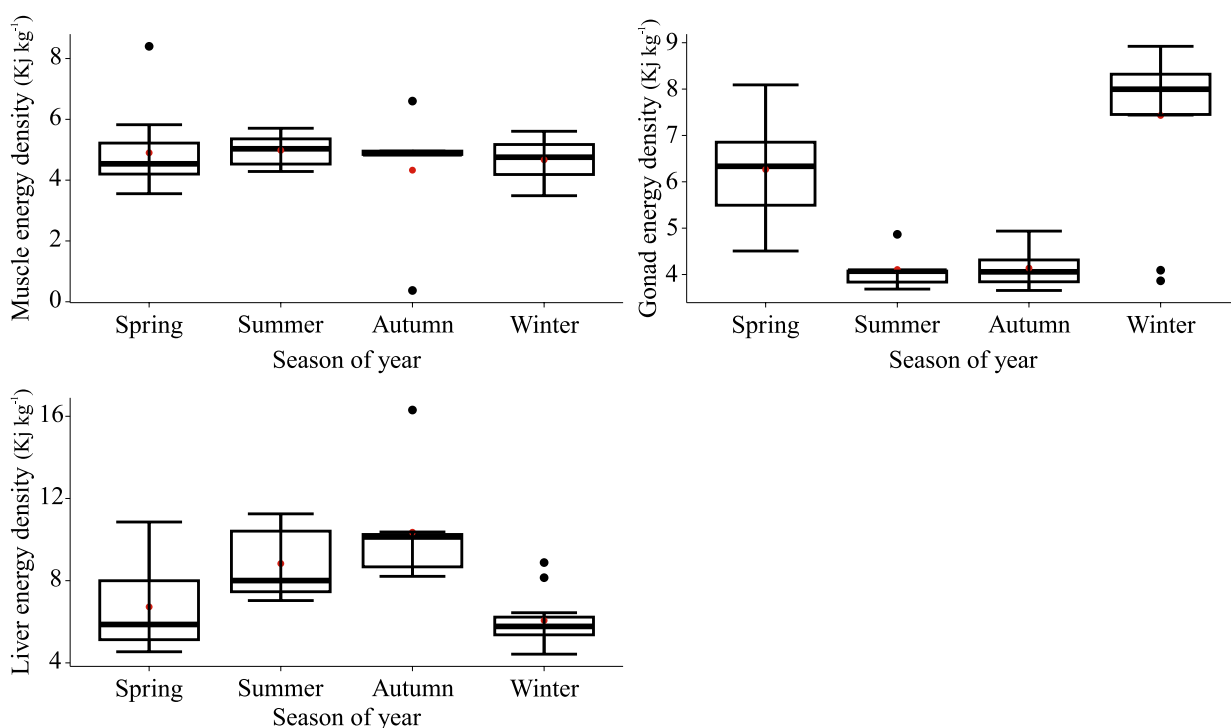 Muscle energy density (Kj kg⁻¹)
8
6
4
2
0
Spring Summer Autumn Winter
Season of year
Gonad energy density (Kj kg⁻¹)
9
8
7
6
5
4
Spring Summer Autumn Winter
Season of year
Liver energy density (Kj kg⁻¹)
16
12
8
4
Spring Summer Autumn Winter
Season of year